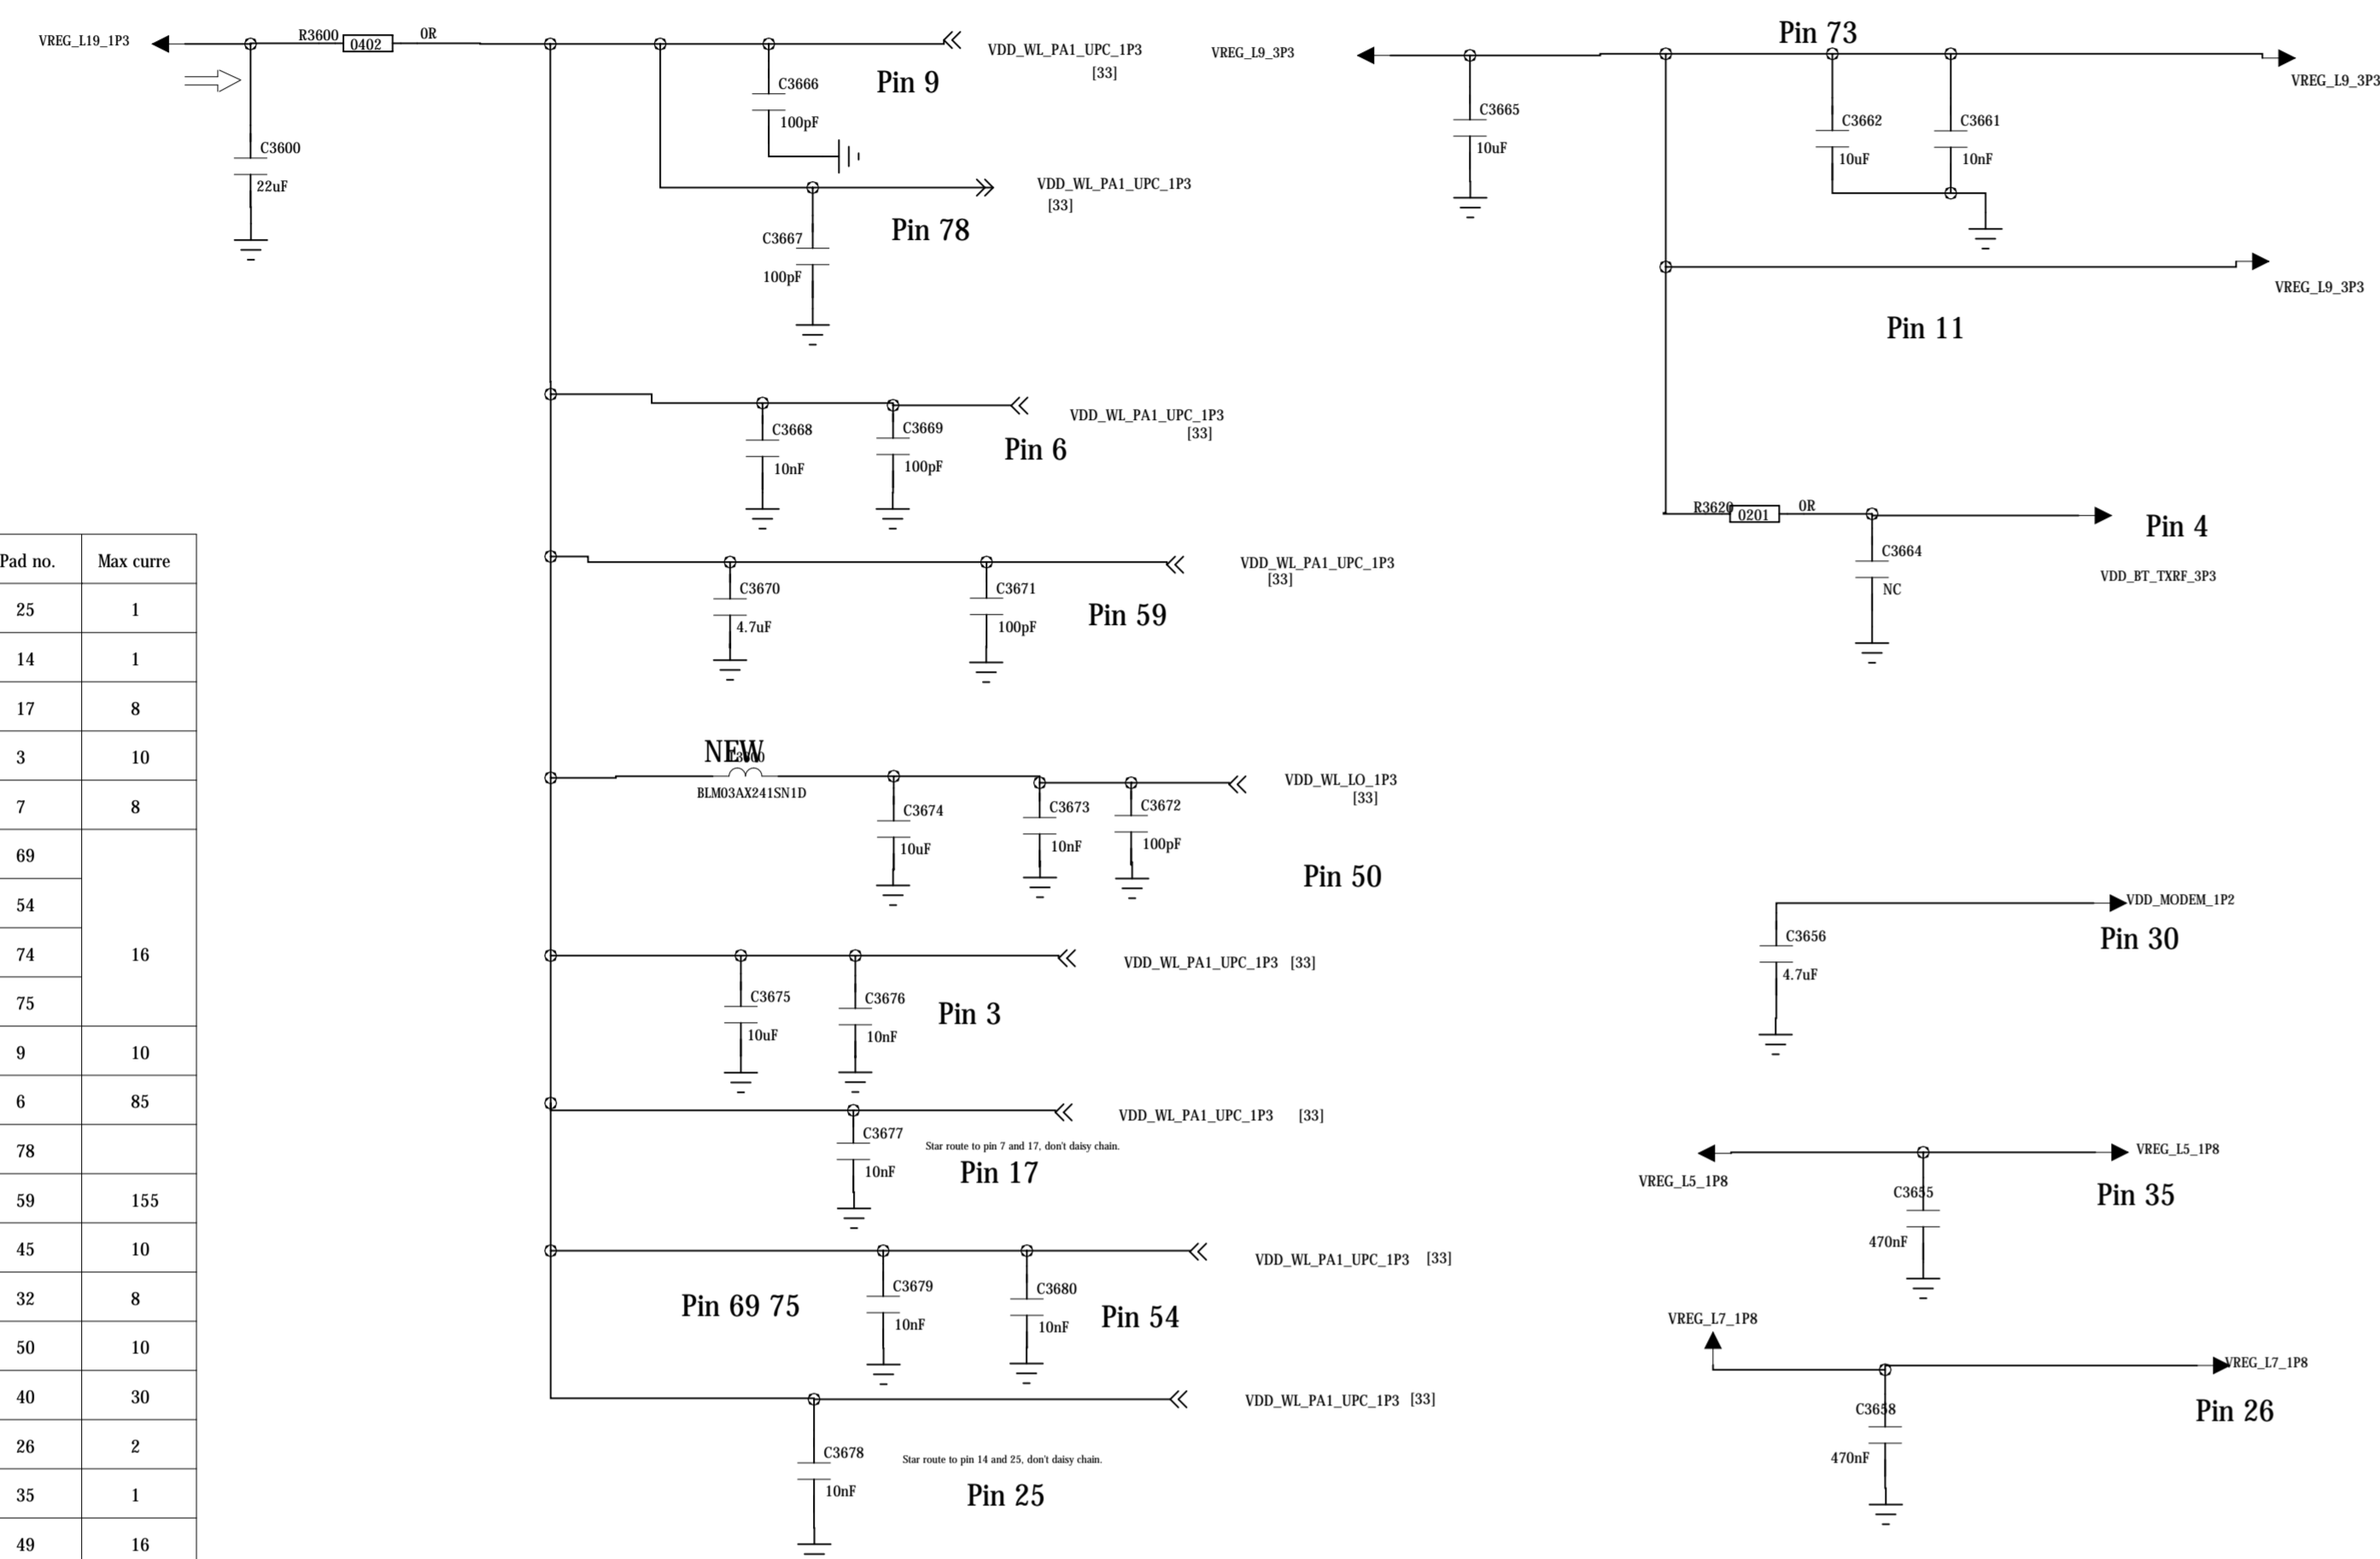 VREG_L19_1P3
R3600 0402 0R
C3600
22uF
C3666
100pF
Pin 9
VDD_WL_PA1_UPC_1P3
[33]
C3667
100pF
Pin 78
VDD_WL_PA1_UPC_1P3
[33]
C3668
10nF
C3669
100pF
Pin 6
VDD_WL_PA1_UPC_1P3
[33]
C3670
4.7uF
C3671
100pF
Pin 59
VDD_WL_PA1_UPC_1P3
[33]
NEW
BLM03AX241SN1D
C3674
10uF
C3673
10nF
C3672
100pF
VDD_WL_LO_1P3
[33]
Pin 50
C3675
10uF
C3676
10nF
Pin 3
VDD_WL_PA1_UPC_1P3 [33]
C3677
10nF
VDD_WL_PA1_UPC_1P3 [33]
Star route to pin 7 and 17, don't daisy chain.
Pin 17
Pin 69 75
C3679
10nF
C3680
10nF
Pin 54
VDD_WL_PA1_UPC_1P3 [33]
C3678
10nF
VDD_WL_PA1_UPC_1P3 [33]
Star route to pin 14 and 25, don't daisy chain.
Pin 25
Pad no. Max curre
25 1
14 1
17 8
3 10
7 8
69
54
74 16
75
9 10
6 85
78
59 155
45 10
32 8
50 10
40 30
26 2
35 1
49 16
VREG_L9_3P3
C3665
10uF
Pin 73
C3662
10uF
C3661
10nF
VREG_L9_3P3
VREG_L9_3P3
Pin 11
R3620 0201 0R
C3664
NC
Pin 4
VDD_BT_TXRF_3P3
VDD_MODEM_1P2
Pin 30
C3656
4.7uF
VREG_L5_1P8
VREG_L5_1P8
C3655
470nF
Pin 35
VREG_L7_1P8
VREG_L7_1P8
C3658
470nF
Pin 26